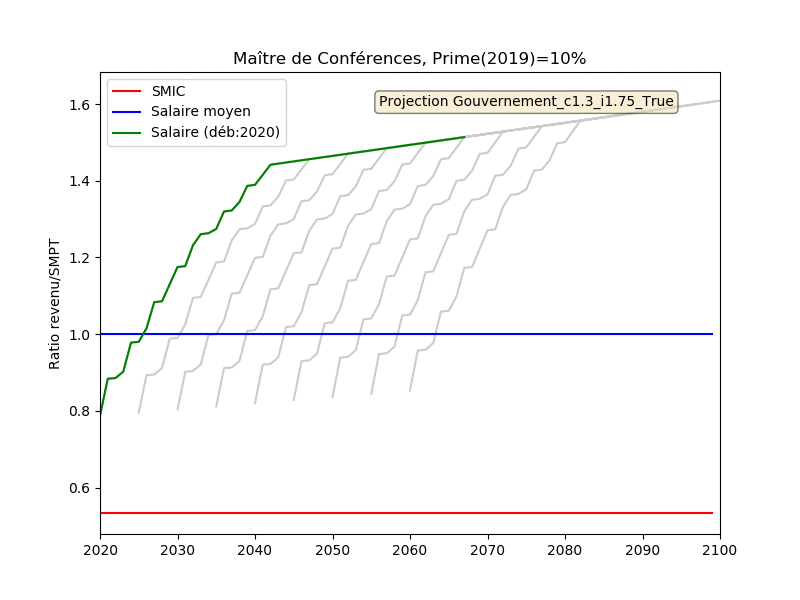 Maître de Conférences, Prime(2019)=10%
SMIC
Salaire moyen
Salaire (déb:2020)
Projection Gouvernement_c1.3_i1.75_True
Ratio revenu/SMPT
1.6
1.4
1.2
1.0
0.8
0.6
2020 2030 2040 2050 2060 2070 2080 2090 2100